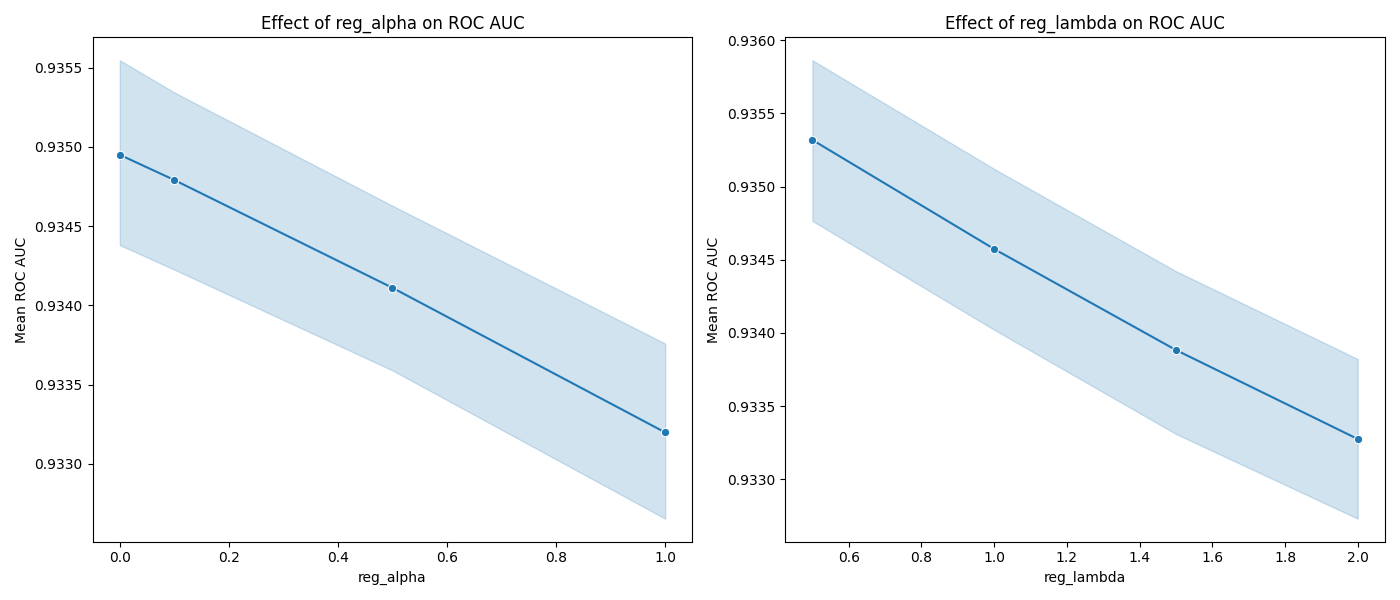 Effect of reg_alpha on ROC AUC
Mean ROC AUC
0.9355
0.9350
0.9345
0.9340
0.9335
0.9330
0.0 0.2 0.4 0.6 0.8 1.0
reg_alpha
Effect of reg_lambda on ROC AUC
Mean ROC AUC
0.9360
0.9355
0.9350
0.9345
0.9340
0.9335
0.9330
0.6 0.8 1.0 1.2 1.4 1.6 1.8 2.0
reg_lambda